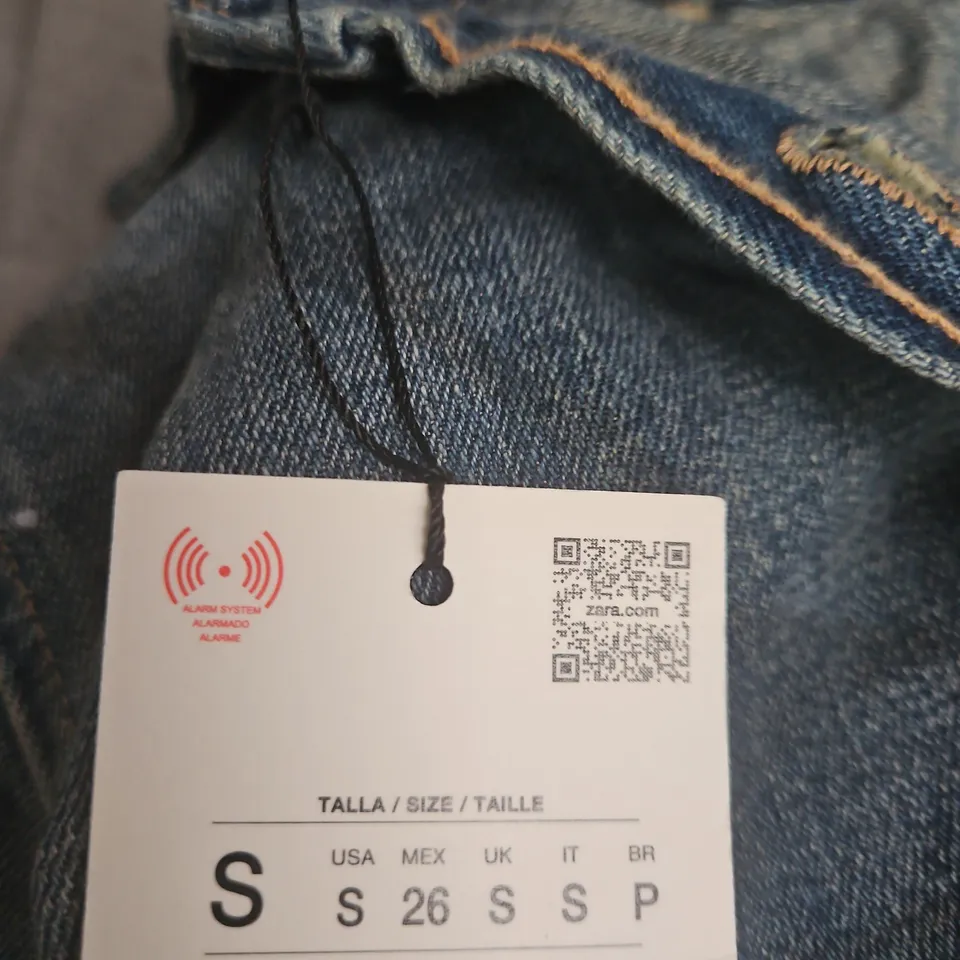 ALARM SYSTEM
ALARMADO
ALARME
zara.com
TALLA / SIZE / TAILLE
S
USA MEX UK IT BR
S 26 S S P